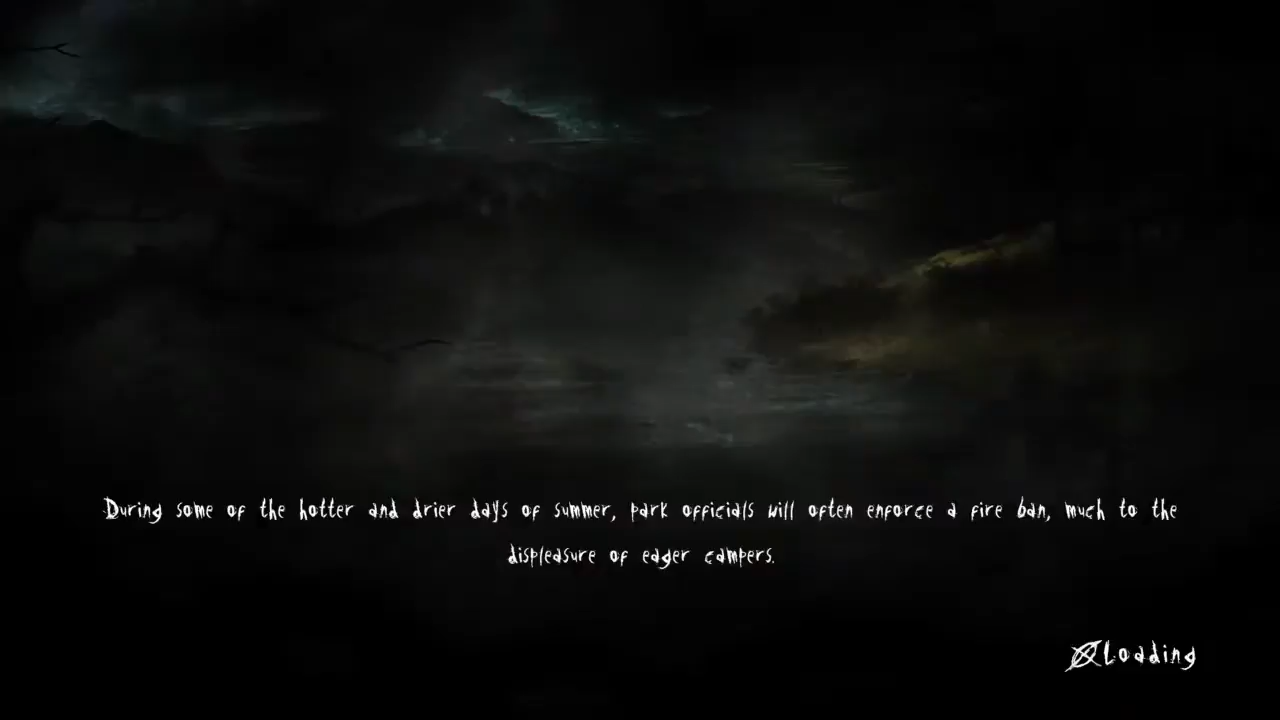 During some of the hotter and drier days of summer, park officials will often enforce a fire ban, much to the
displeasure of eager campers.
Loading